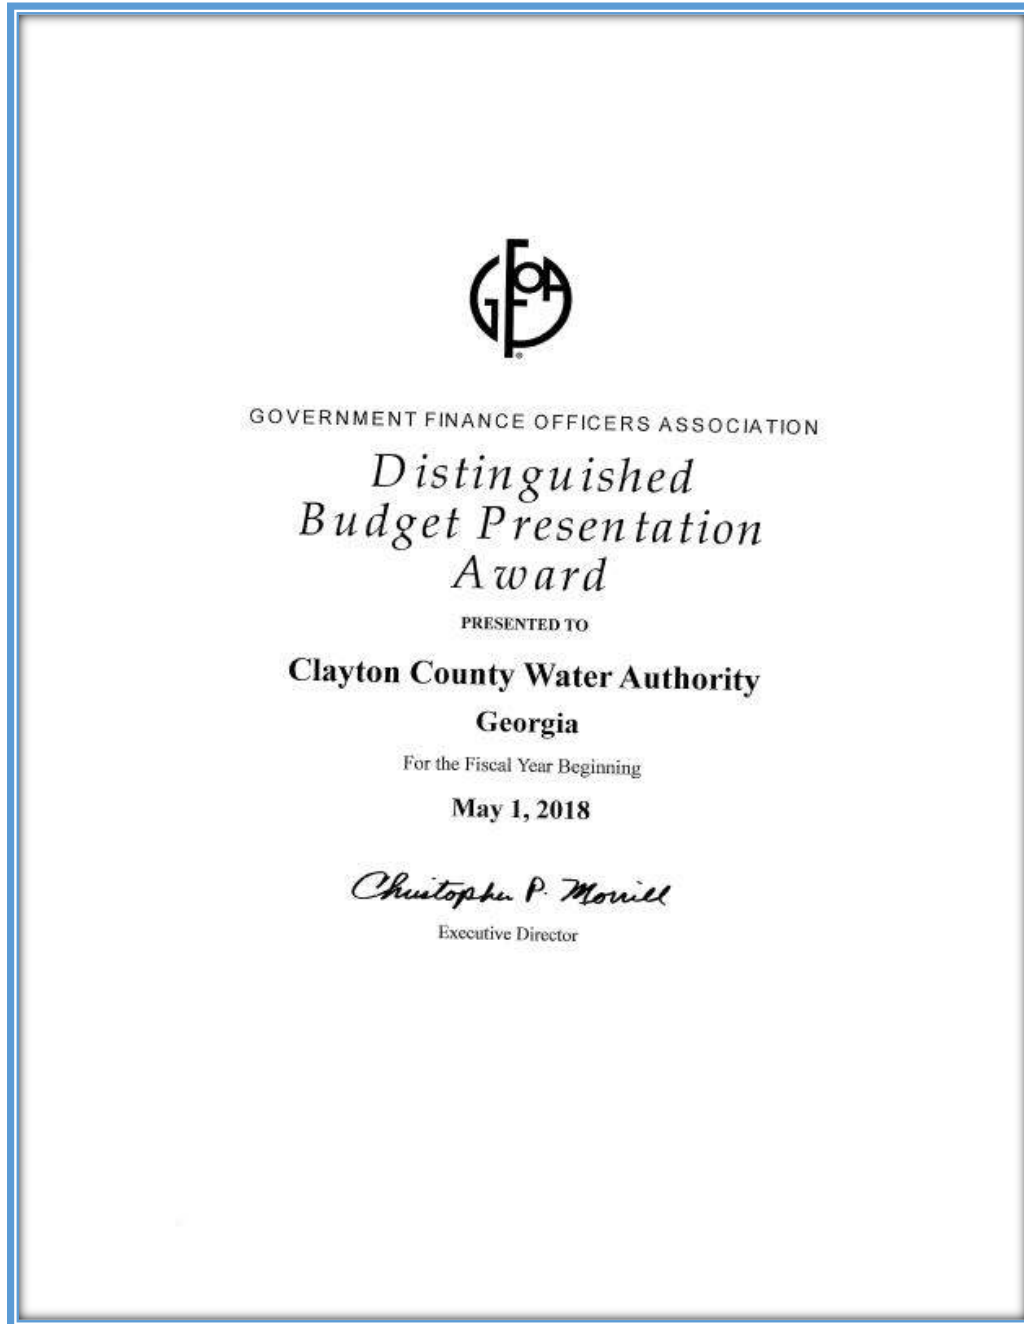 GFOA
®
GOVERNMENT FINANCE OFFICERS ASSOCIATION
Distinguished
Budget Presentation
Award
PRESENTED TO
Clayton County Water Authority
Georgia
For the Fiscal Year Beginning
May 1, 2018
Christopher P. Morrill
Executive Director